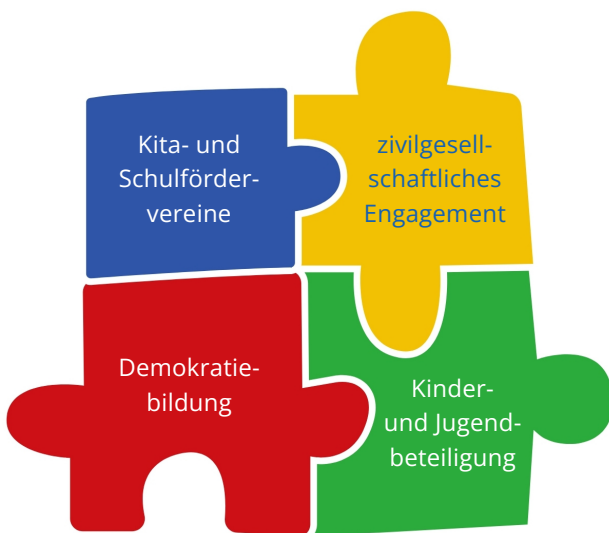 Kita- und
Schulförder-
vereine
zivilgesell-
schaftliches
Engagement
Demokratie-
bildung
Kinder-
und Jugend-
beteiligung